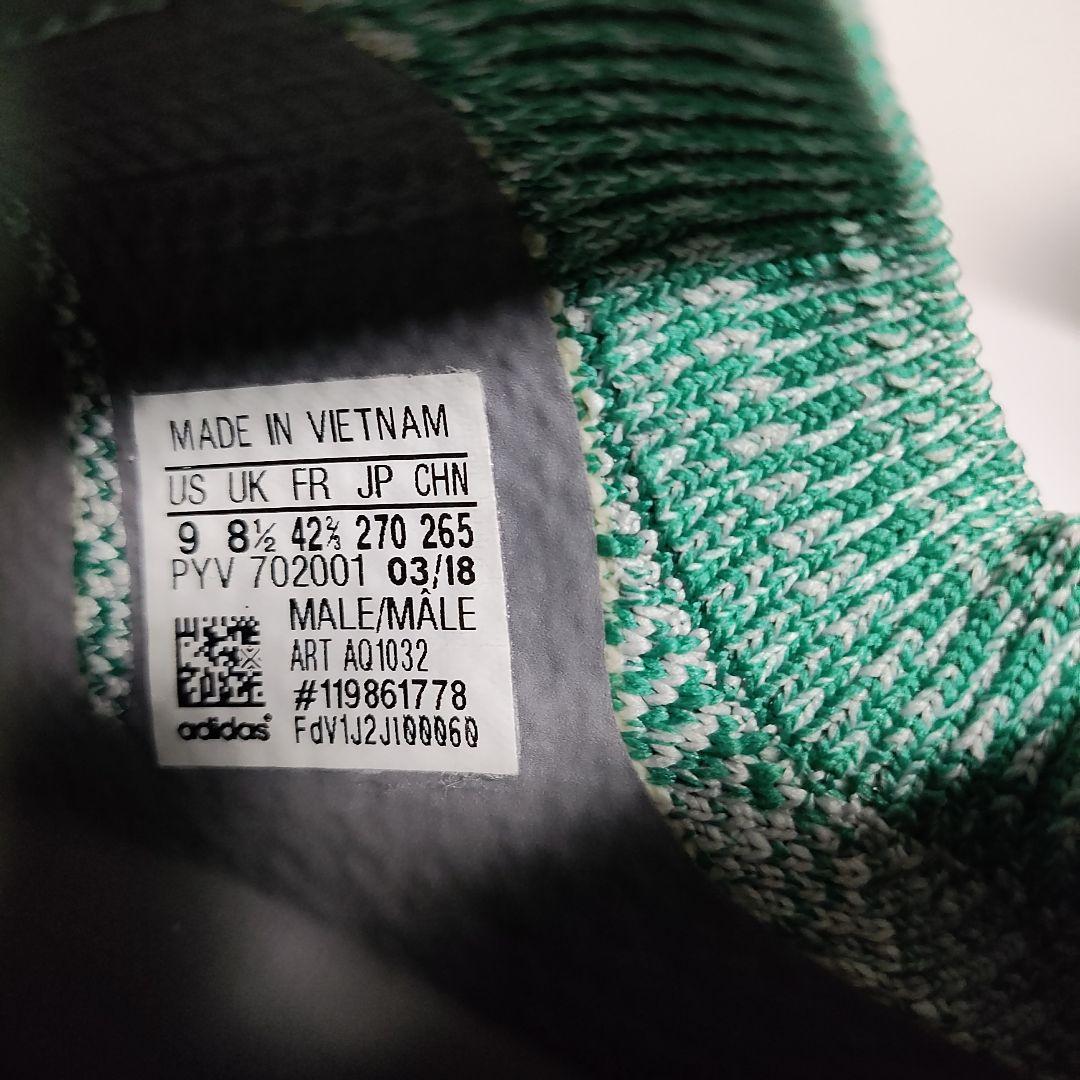 MADE IN VIETNAM
US UK FR JP CHN
9 8½ 42⅔ 270 265
PYV 702001 03/18
MALE/MÂLE
ART AQ1032
#119861778
adidas FdV1J2JI00060